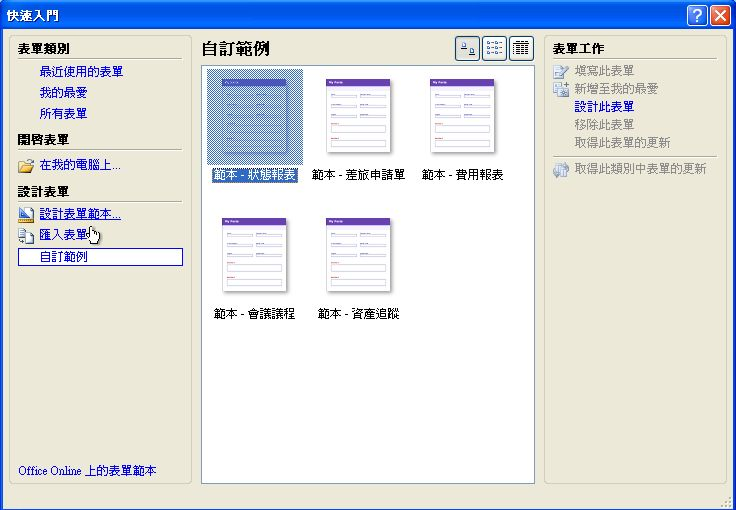 快速入門
表單類別
最近使用的表單
我的最愛
所有表單
開啓表單
在我的電腦上...
設計表單
設計表單範本...
匯入表單
自訂範例
Office Online 上的表單範本
自訂範例
範本 - 狀態報表
範本 - 差旅申請單
範本 - 費用報表
範本 - 會議議程
範本 - 資產追蹤
表單工作
填寫此表單
新增至我的最愛
設計此表單
移除此表單
取得此表單的更新
取得此類別中表單的更新